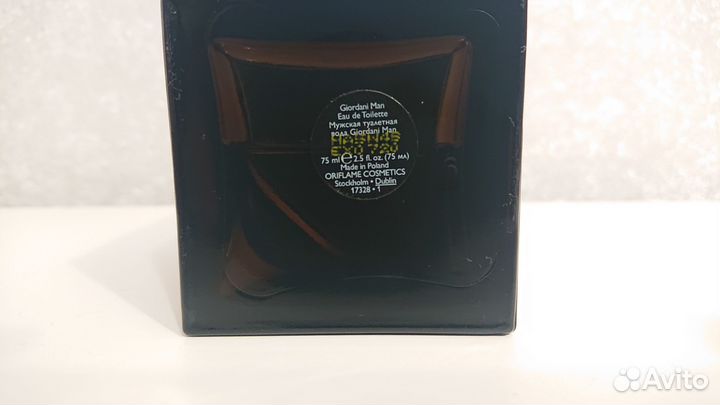 Giordani Man
Eau de Toilette
Мужская туалетная
вода Giordani Man
75 ml ℮ 2.5 fl. oz. (75 мл)
Made in Poland
ORIFLAME COSMETICS
Stockholm • Dublin
17328 • 1
Avito